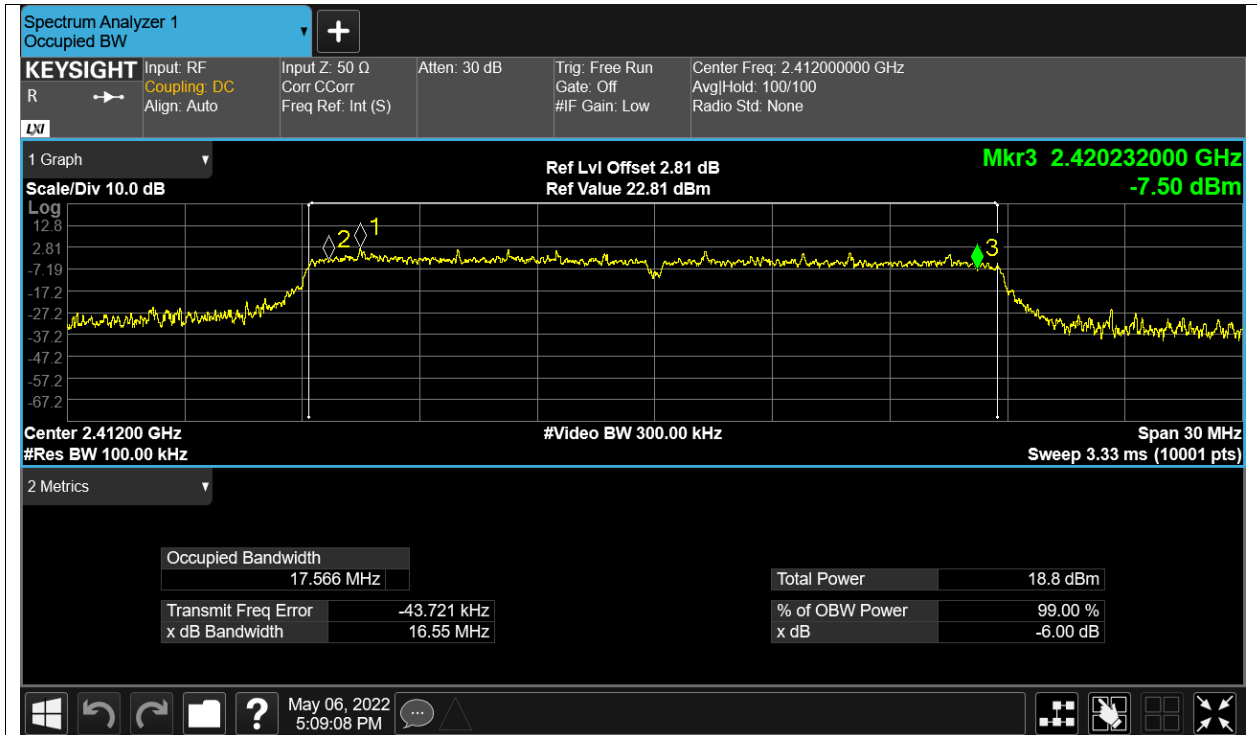 Spectrum Analyzer 1
Occupied BW
+
KEYSIGHT
R
LXI
Input: RF
Coupling: DC
Align: Auto
Input Z: 50 Ω
Corr CCorr
Freq Ref: Int (S)
Atten: 30 dB
Trig: Free Run
Gate: Off
#IF Gain: Low
Center Freq: 2.412000000 GHz
Avg|Hold: 100/100
Radio Std: None
1 Graph
Scale/Div 10.0 dB
Ref Lvl Offset 2.81 dB
Ref Value 22.81 dBm
Mkr3 2.420232000 GHz
-7.50 dBm
Log
12.8
2.81
-7.19
-17.2
-27.2
-37.2
-47.2
-57.2
-67.2
2
1
3
Center 2.41200 GHz
#Res BW 100.00 kHz
#Video BW 300.00 kHz
Span 30 MHz
Sweep 3.33 ms (10001 pts)
2 Metrics
Occupied Bandwidth
17.566 MHz
Transmit Freq Error -43.721 kHz
x dB Bandwidth 16.55 MHz
Total Power 18.8 dBm
% of OBW Power 99.00 %
x dB -6.00 dB
?
May 06, 2022
5:09:08 PM